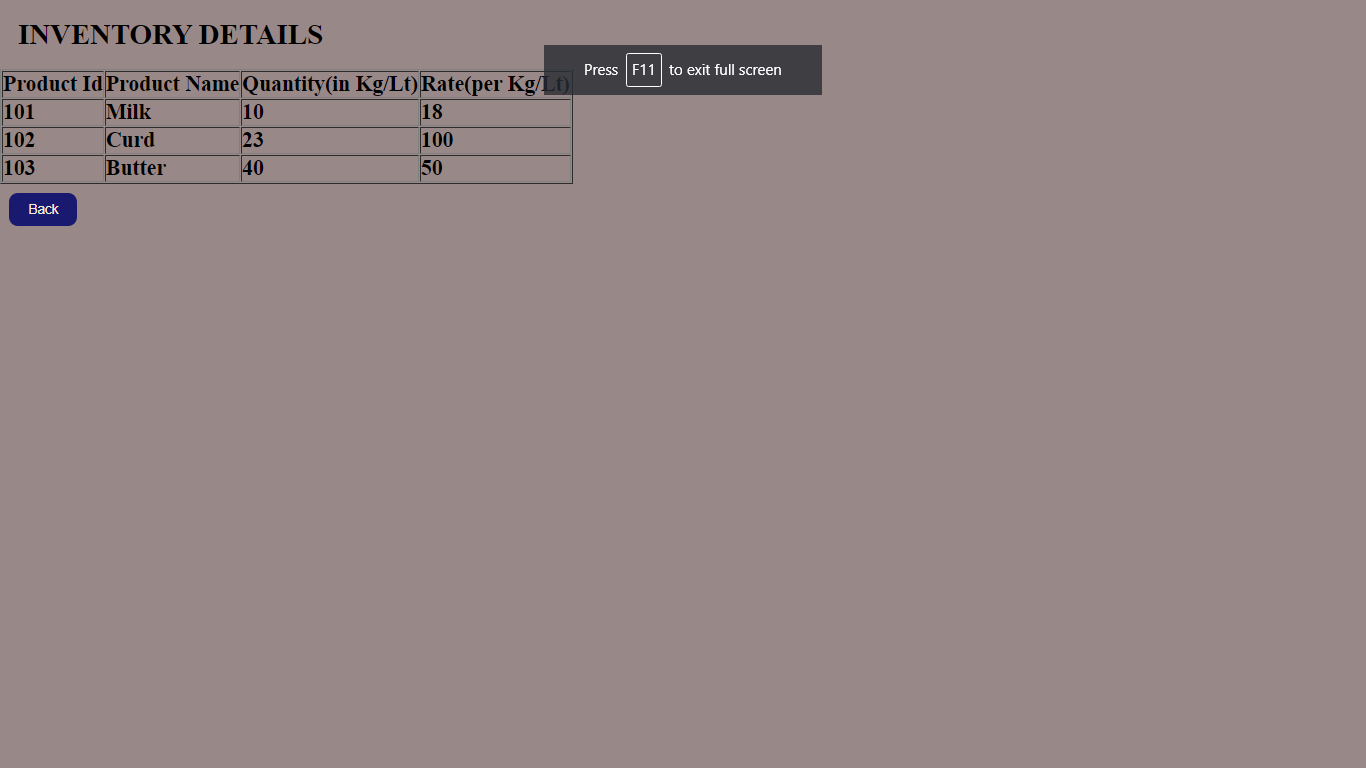 INVENTORY DETAILS
Press F11 to exit full screen
Product Id Product Name Quantity(in Kg/Lt) Rate(per Kg/Lt)
101 Milk 10 18
102 Curd 23 100
103 Butter 40 50
Back